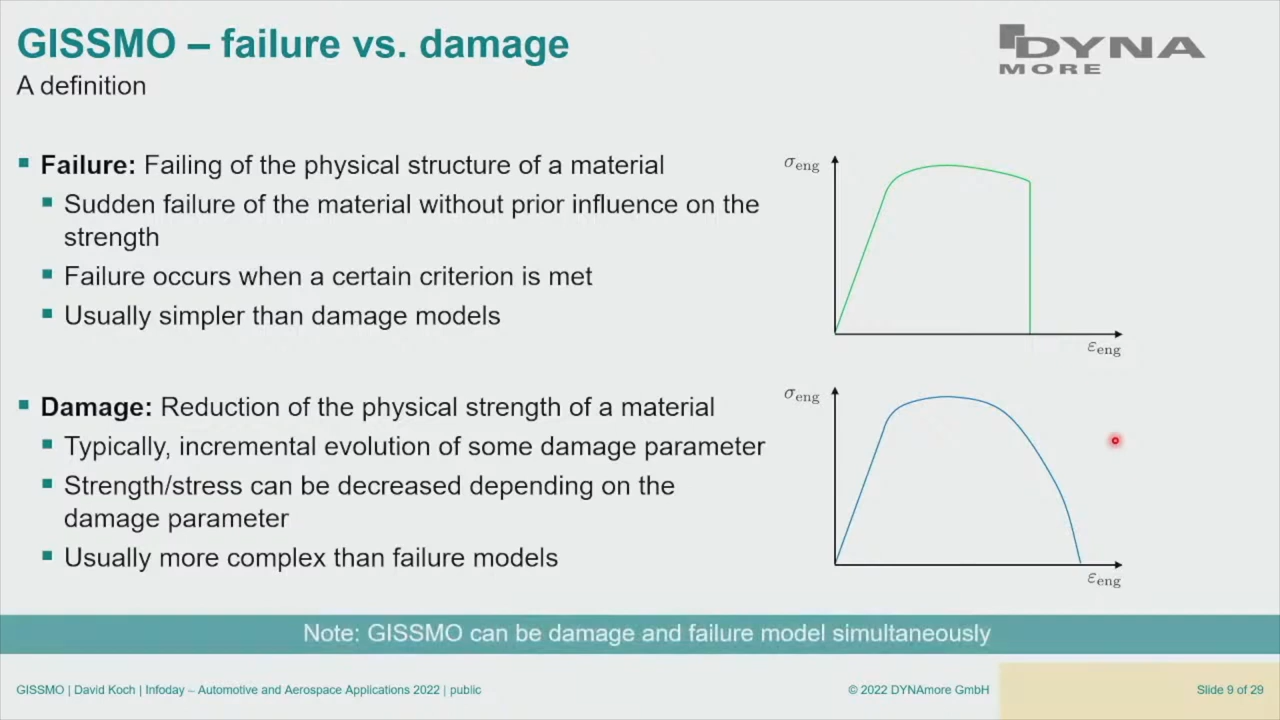 GISSMO – failure vs. damage
A definition
DYNA
MORE
Failure: Failing of the physical structure of a material
Sudden failure of the material without prior influence on the
strength
Failure occurs when a certain criterion is met
Usually simpler than damage models
σeng
εeng
Damage: Reduction of the physical strength of a material
Typically, incremental evolution of some damage parameter
Strength/stress can be decreased depending on the
damage parameter
Usually more complex than failure models
σeng
εeng
Note: GISSMO can be damage and failure model simultaneously
GISSMO | David Koch | Infoday – Automotive and Aerospace Applications 2022 | public
© 2022 DYNAmore GmbH
Slide 9 of 29